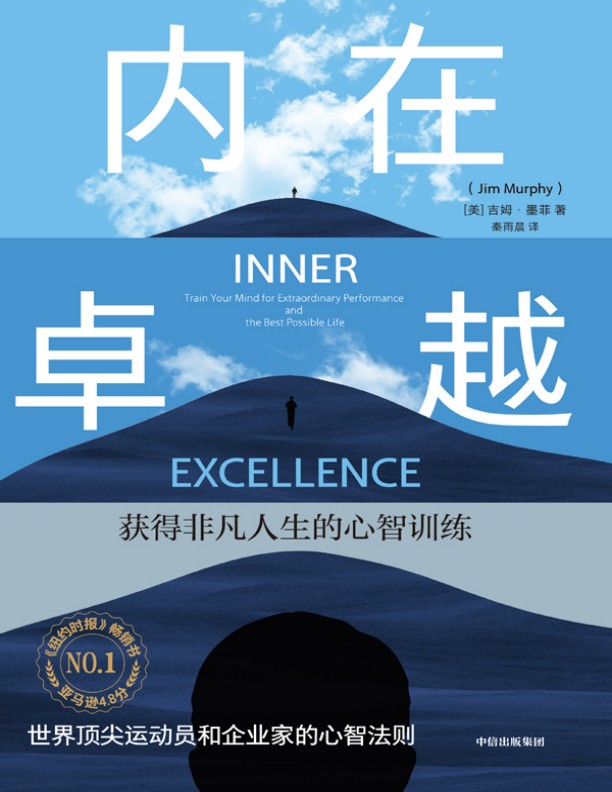 内在
（Jim Murphy）
[美]吉姆·墨菲 著
秦雨晨 译
INNER
Train Your Mind for Extraordinary Performance
and
the Best Possible Life
卓越
EXCELLENCE
获得非凡人生的心智训练
《纽约时报》畅销书
NO.1
亚马逊4.8分
世界顶尖运动员和企业家的心智法则
中信出版集团